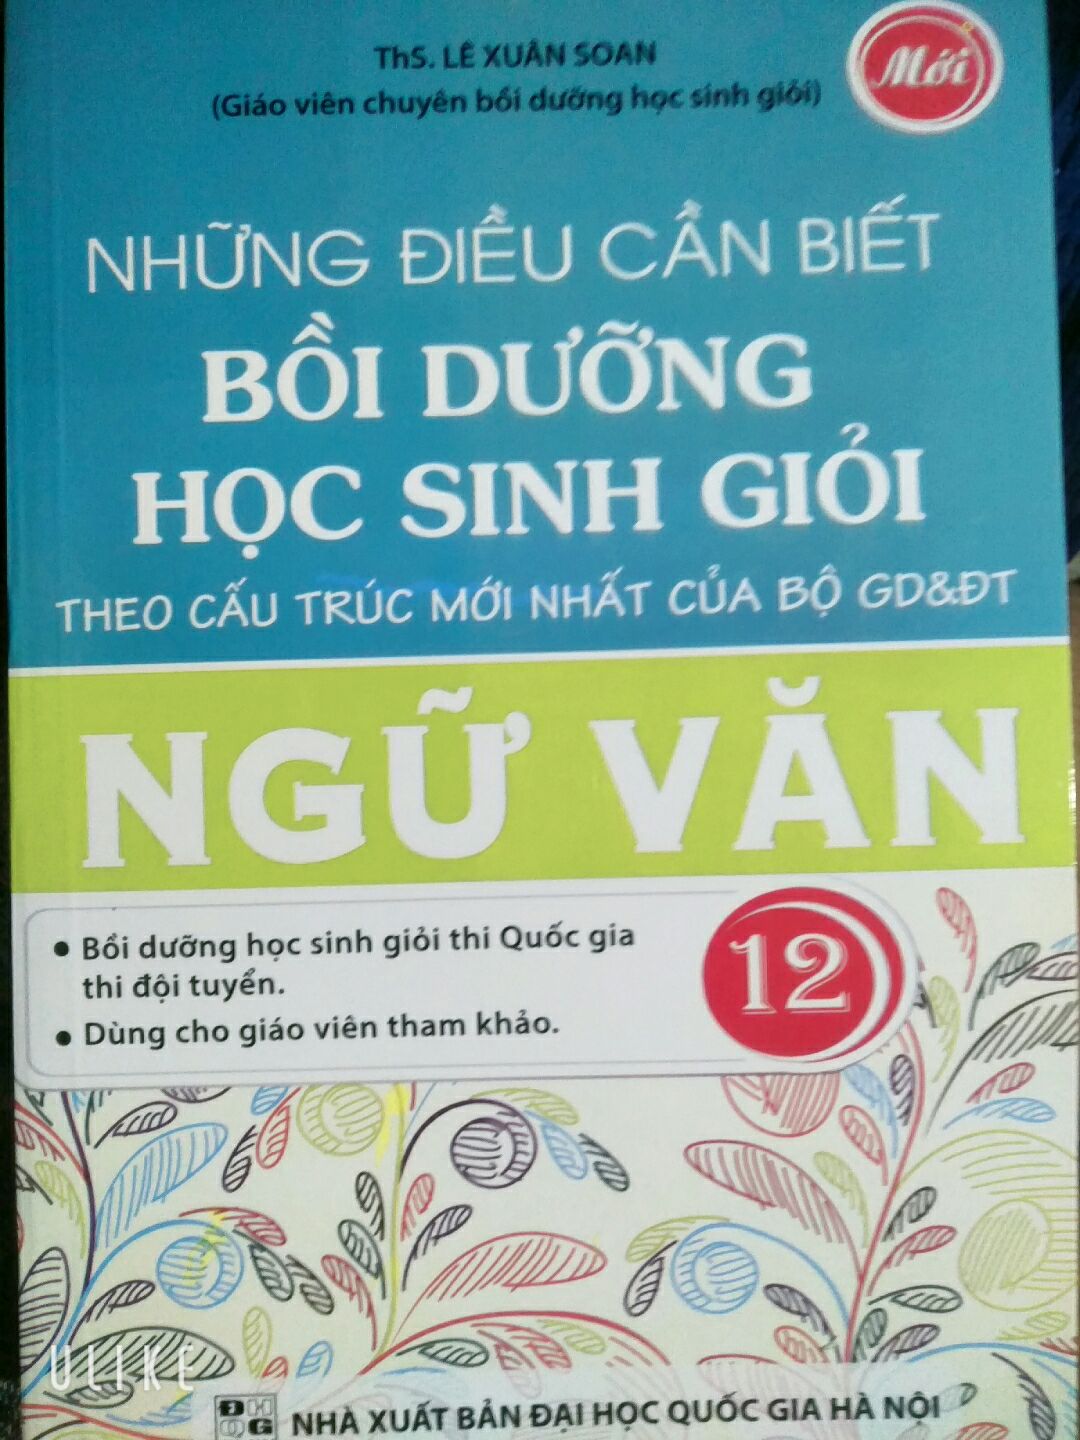 ThS. LÊ XUÂN SOAN
(Giáo viên chuyên bồi dưỡng học sinh giỏi)
Mới
NHỮNG ĐIỀU CẦN BIẾT
BỒI DƯỠNG
HỌC SINH GIỎI
THEO CẤU TRÚC MỚI NHẤT CỦA BỘ GD&ĐT
NGỮ VĂN
• Bồi dưỡng học sinh giỏi thi Quốc gia
thi đội tuyển.
• Dùng cho giáo viên tham khảo.
12
ULIKE
ĐH
QG
NHÀ XUẤT BẢN ĐẠI HỌC QUỐC GIA HÀ NỘI